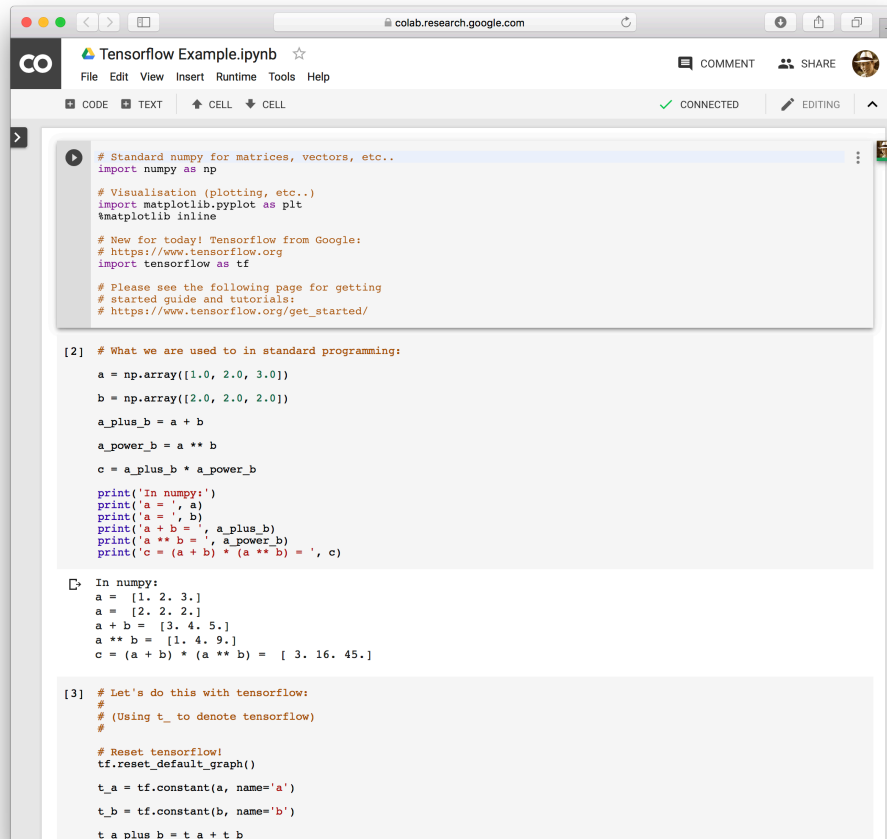 colab.research.google.com
CO
Tensorflow Example.ipynb
COMMENT
SHARE
File Edit View Insert Runtime Tools Help
CODE TEXT CELL CELL
CONNECTED
EDITING
# Standard numpy for matrices, vectors, etc..
import numpy as np
# Visualisation (plotting, etc..)
import matplotlib.pyplot as plt
%matplotlib inline
# New for today! Tensorflow from Google:
# https://www.tensorflow.org
import tensorflow as tf
# Please see the following page for getting
# started guide and tutorials:
# https://www.tensorflow.org/get_started/
[2] # What we are used to in standard programming:
a = np.array([1.0, 2.0, 3.0])
b = np.array([2.0, 2.0, 2.0])
a_plus_b = a + b
a_power_b = a ** b
c = a_plus_b * a_power_b
print('In numpy:')
print('a = ', a)
print('a = ', b)
print('a + b = ', a_plus_b)
print('a ** b = ', a_power_b)
print('c = (a + b) * (a ** b) = ', c)
In numpy:
a =  [1. 2. 3.]
a =  [2. 2. 2.]
a + b =  [3. 4. 5.]
a ** b =  [1. 4. 9.]
c = (a + b) * (a ** b) =  [ 3. 16. 45.]
[3] # Let's do this with tensorflow:
#
# (Using t_ to denote tensorflow)
#
# Reset tensorflow!
tf.reset_default_graph()
t_a = tf.constant(a, name='a')
t_b = tf.constant(b, name='b')
t_a_plus_b = t_a + t_b